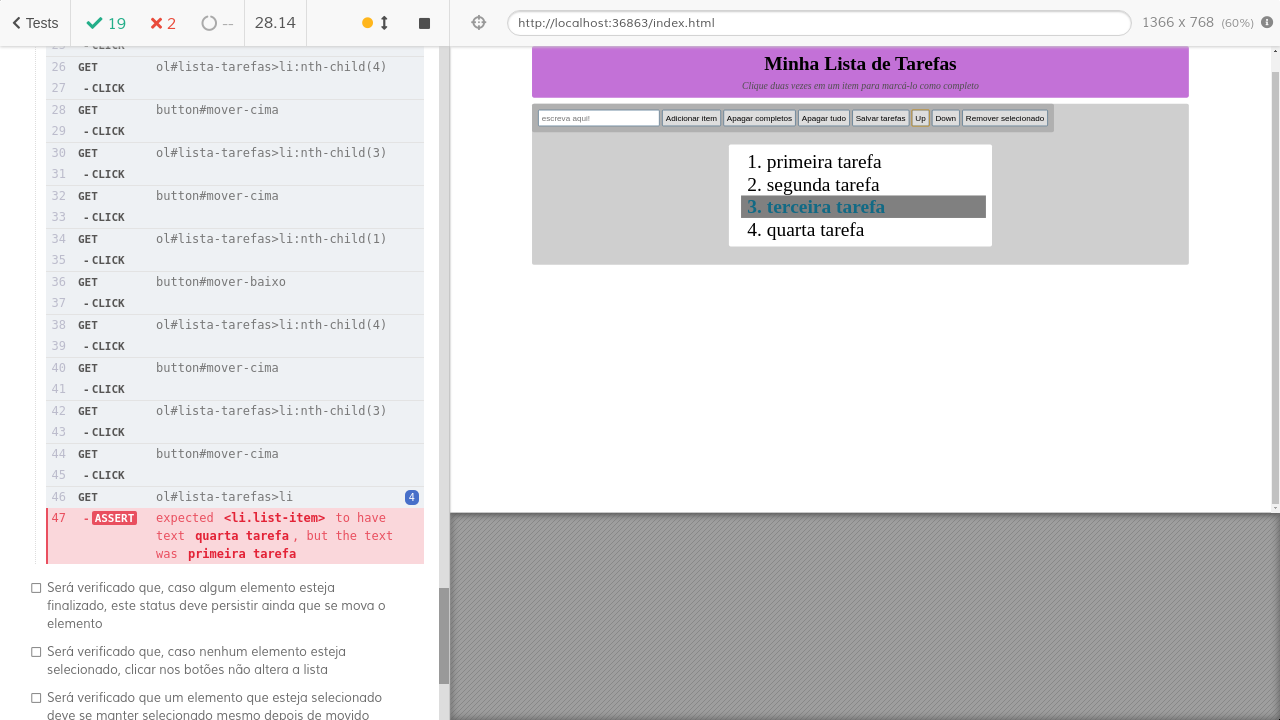 Tests
19
2
--
28.14
http://localhost:36863/index.html
1366 x 768 (60%)
25 -CLICK
26 GET ol#lista-tarefas>li:nth-child(4)
27 -CLICK
28 GET button#mover-cima
29 -CLICK
30 GET ol#lista-tarefas>li:nth-child(3)
31 -CLICK
32 GET button#mover-cima
33 -CLICK
34 GET ol#lista-tarefas>li:nth-child(1)
35 -CLICK
36 GET button#mover-baixo
37 -CLICK
38 GET ol#lista-tarefas>li:nth-child(4)
39 -CLICK
40 GET button#mover-cima
41 -CLICK
42 GET ol#lista-tarefas>li:nth-child(3)
43 -CLICK
44 GET button#mover-cima
45 -CLICK
46 GET ol#lista-tarefas>li 4
47 -ASSERT expected <li.list-item> to have
text quarta tarefa, but the text
was primeira tarefa
Será verificado que, caso algum elemento esteja
finalizado, este status deve persistir ainda que se mova o
elemento
Será verificado que, caso nenhum elemento esteja
selecionado, clicar nos botões não altera a lista
Será verificado que um elemento que esteja selecionado
deve se manter selecionado mesmo depois de movido
Minha Lista de Tarefas
Clique duas vezes em um item para marcá-lo como completo
escreva aqui! Adicionar item Apagar completos Apagar tudo Salvar tarefas Up Down Remover selecionado
1. primeira tarefa
2. segunda tarefa
3. terceira tarefa
4. quarta tarefa